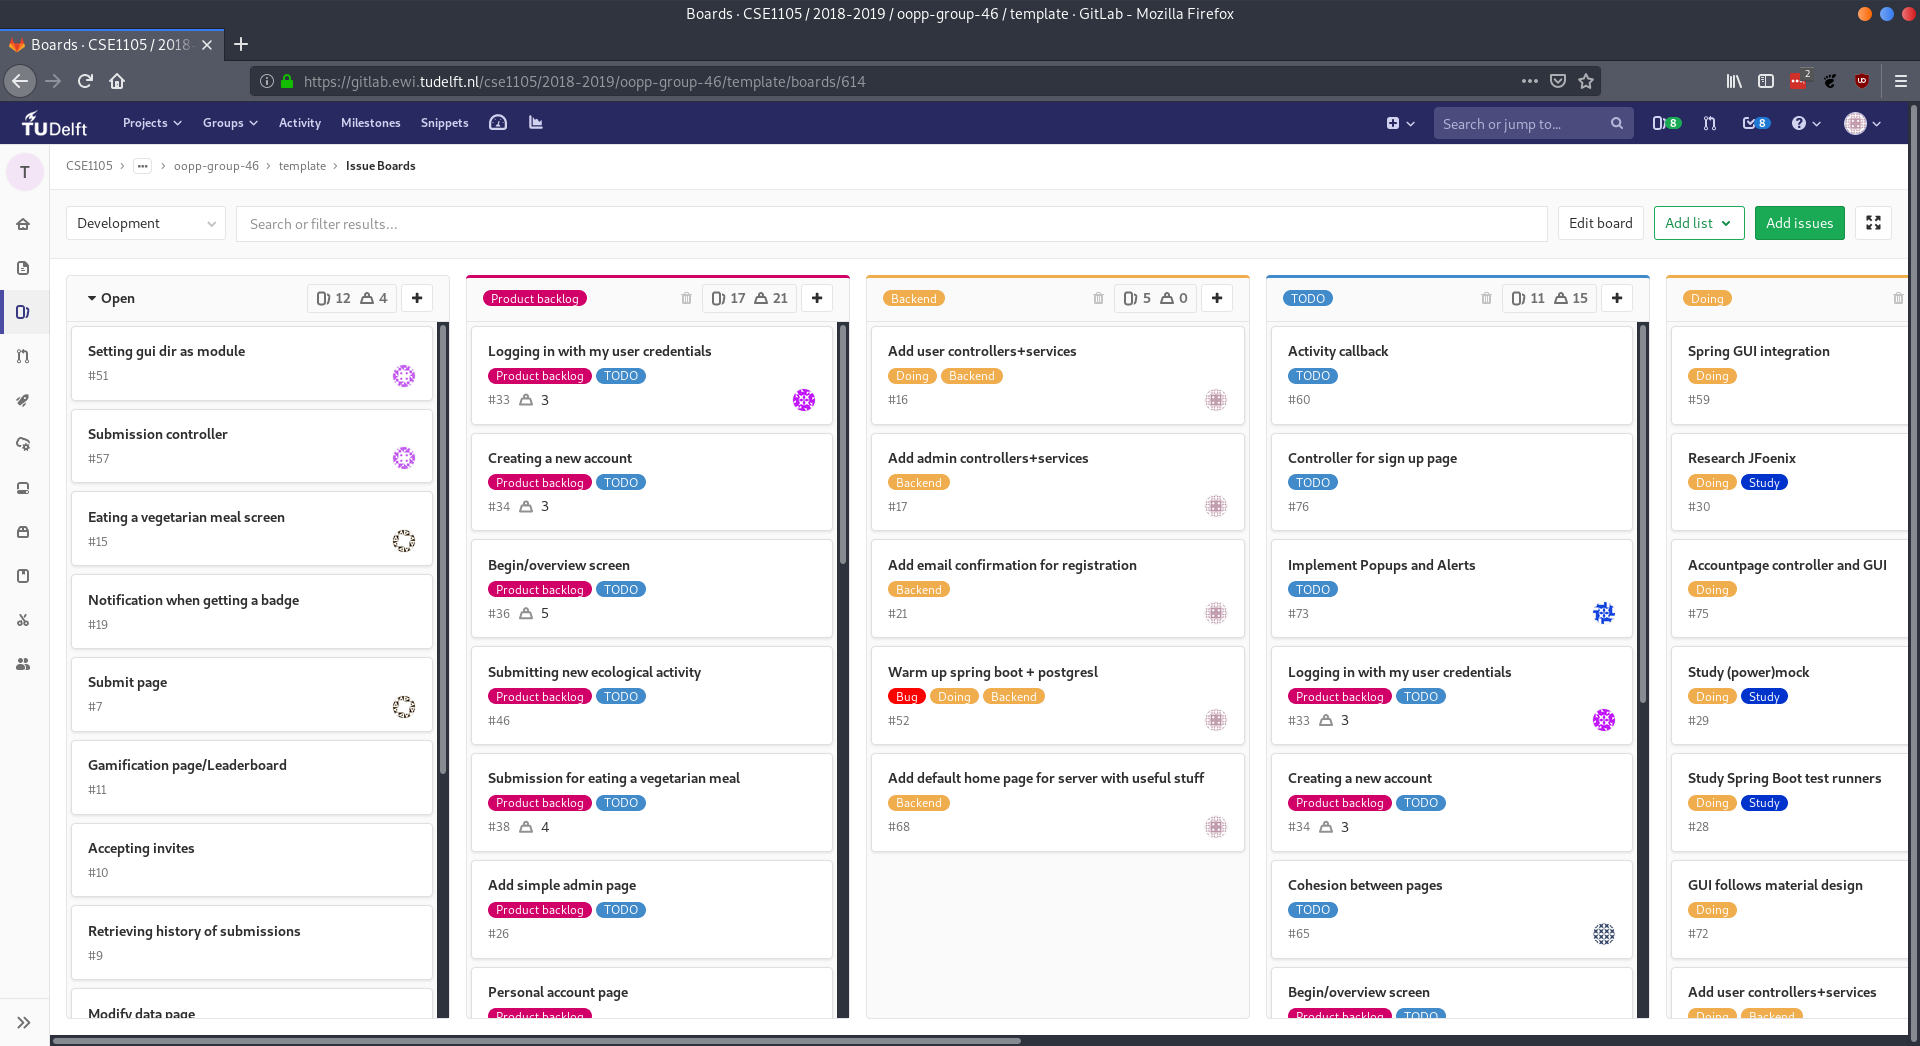 Boards · CSE1105 / 2018-2019 / oopp-group-46 / template · GitLab - Mozilla Firefox
Boards · CSE1105 / 2018
https://gitlab.ewi.tudelft.nl/cse1105/2018-2019/oopp-group-46/template/boards/614
2
TUDelft Projects Groups Activity Milestones Snippets Search or jump to... 8 8
T CSE1105 › ··· › oopp-group-46 › template › Issue Boards
Development Search or filter results... Edit board Add list Add issues
Open 12 4
Setting gui dir as module
#51
Submission controller
#57
Eating a vegetarian meal screen
#15
Notification when getting a badge
#19
Submit page
#7
Gamification page/Leaderboard
#11
Accepting invites
#10
Retrieving history of submissions
#9
Modify data page
Product backlog 17 21
Logging in with my user credentials
Product backlog TODO
#33 3
Creating a new account
Product backlog TODO
#34 3
Begin/overview screen
Product backlog TODO
#36 5
Submitting new ecological activity
Product backlog TODO
#46
Submission for eating a vegetarian meal
Product backlog TODO
#38 4
Add simple admin page
Product backlog TODO
#26
Personal account page
Product backlog
Backend 5 0
Add user controllers+services
Doing Backend
#16
Add admin controllers+services
Backend
#17
Add email confirmation for registration
Backend
#21
Warm up spring boot + postgresl
Bug Doing Backend
#52
Add default home page for server with useful stuff
Backend
#68
TODO 11 15
Activity callback
TODO
#60
Controller for sign up page
TODO
#76
Implement Popups and Alerts
TODO
#73
Logging in with my user credentials
Product backlog TODO
#33 3
Creating a new account
Product backlog TODO
#34 3
Cohesion between pages
TODO
#65
Begin/overview screen
Product backlog TODO
Doing
Spring GUI integration
Doing
#59
Research JFoenix
Doing Study
#30
Accountpage controller and GUI
Doing
#75
Study (power)mock
Doing Study
#29
Study Spring Boot test runners
Doing Study
#28
GUI follows material design
Doing
#72
Add user controllers+services
Doing Backend